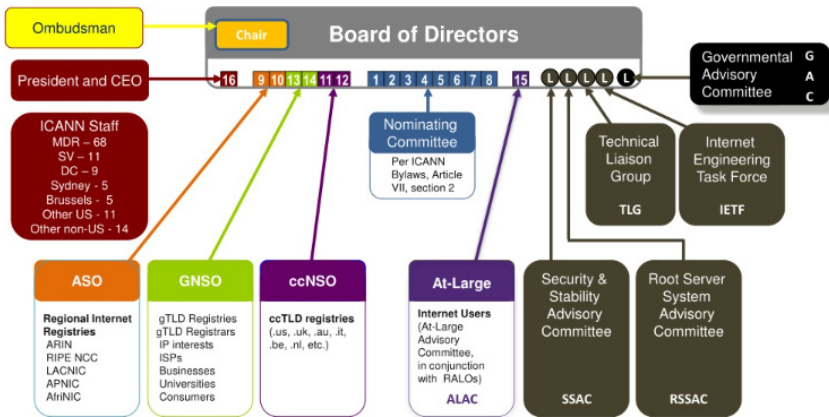 Ombudsman
Chair
Board of Directors
President and CEO
16 9 10 13 14 11 12 1 2 3 4 5 6 7 8 15 L L L L L
Governmental G
Advisory A
Committee C
ICANN Staff
MDR – 68
SV – 11
DC – 9
Sydney - 5
Brussels - 5
Other US - 11
Other non-US - 14
Nominating
Committee
Per ICANN
Bylaws, Article
VII, section 2
Technical
Liaison
Group
TLG
Internet
Engineering
Task Force
IETF
ASO
Regional Internet
Registries
ARIN
RIPE NCC
LACNIC
APNIC
AfriNIC
GNSO
gTLD Registries
gTLD Registrars
IP interests
ISPs
Businesses
Universities
Consumers
ccNSO
ccTLD registries
(.us, .uk, .au, .it,
.be, .nl, etc.)
At-Large
Internet Users
(At-Large
Advisory
Committee,
in conjunction
with RALOs)
ALAC
Security &
Stability
Advisory
Committee
SSAC
Root Server
System
Advisory
Committee
RSSAC